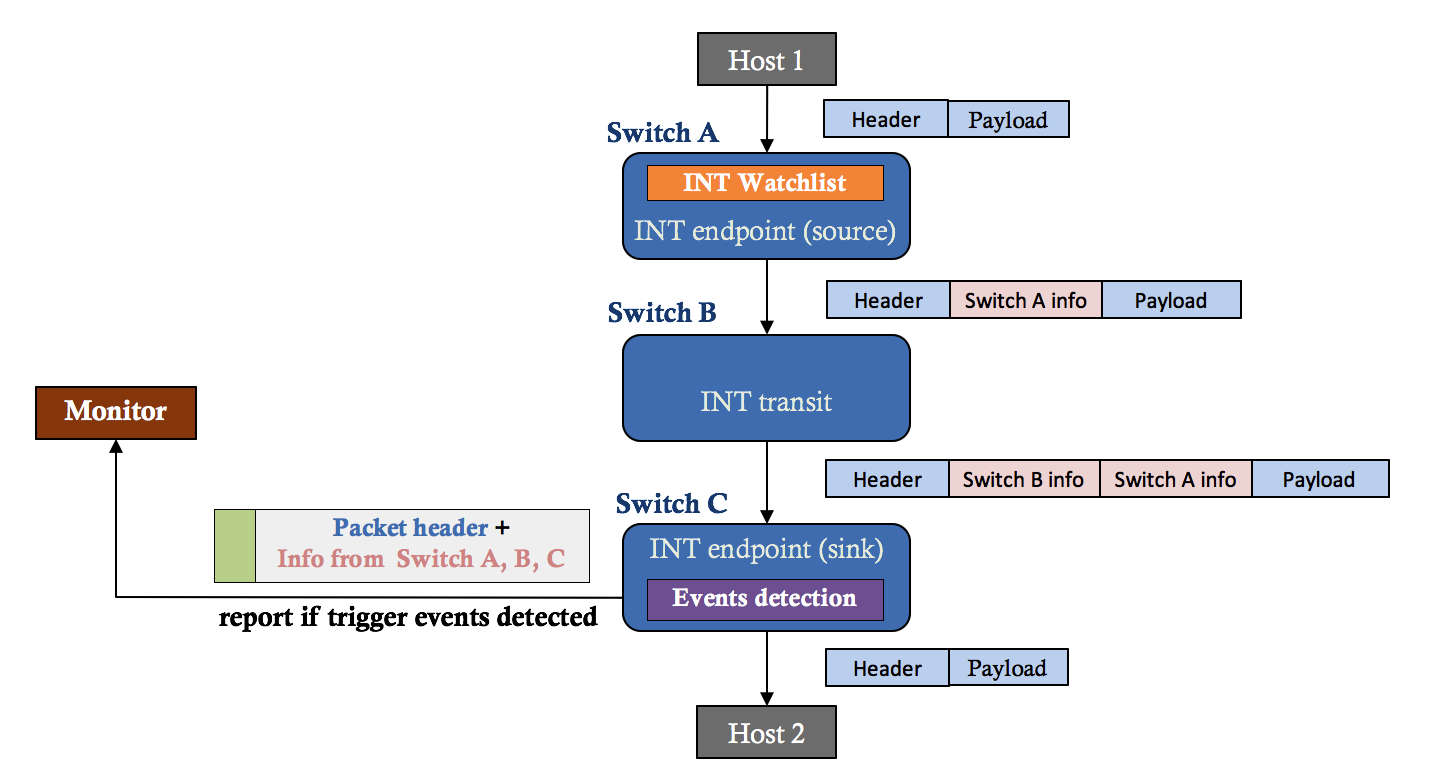 Host 1
Header Payload
Switch A
INT Watchlist
INT endpoint (source)
Header Switch A info Payload
Switch B
INT transit
Monitor
Header Switch B info Switch A info Payload
Switch C
Packet header +
Info from Switch A, B, C
INT endpoint (sink)
Events detection
report if trigger events detected
Header Payload
Host 2